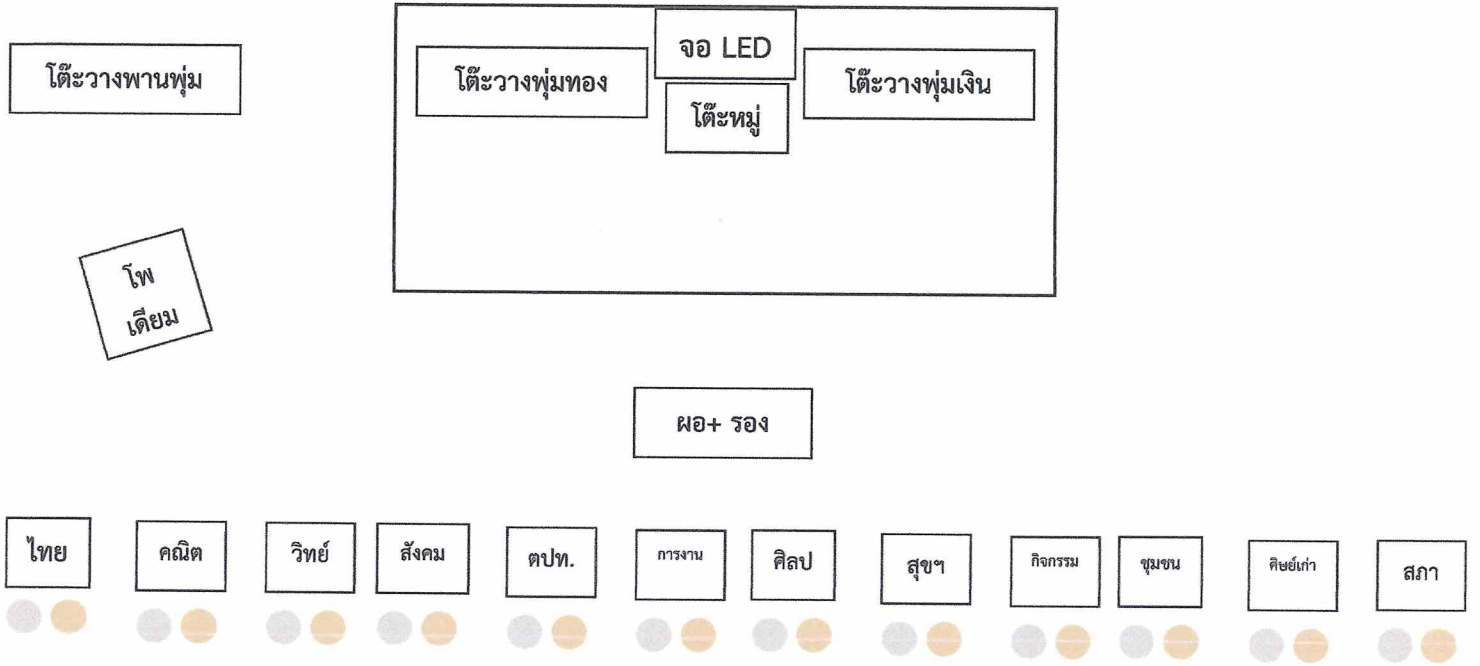 จอ LED
โต๊ะวางพานพุ่ม
โต๊ะวางพุ่มทอง
โต๊ะวางพุ่มเงิน
โต๊ะหมู่
โพ
เดียม
ผอ+ รอง
ไทย
คณิต
วิทย์
สังคม
ตปท.
การงาน
ศิลป
สุขฯ
กิจกรรม
ชุมชน
ศิษย์เก่า
สภา